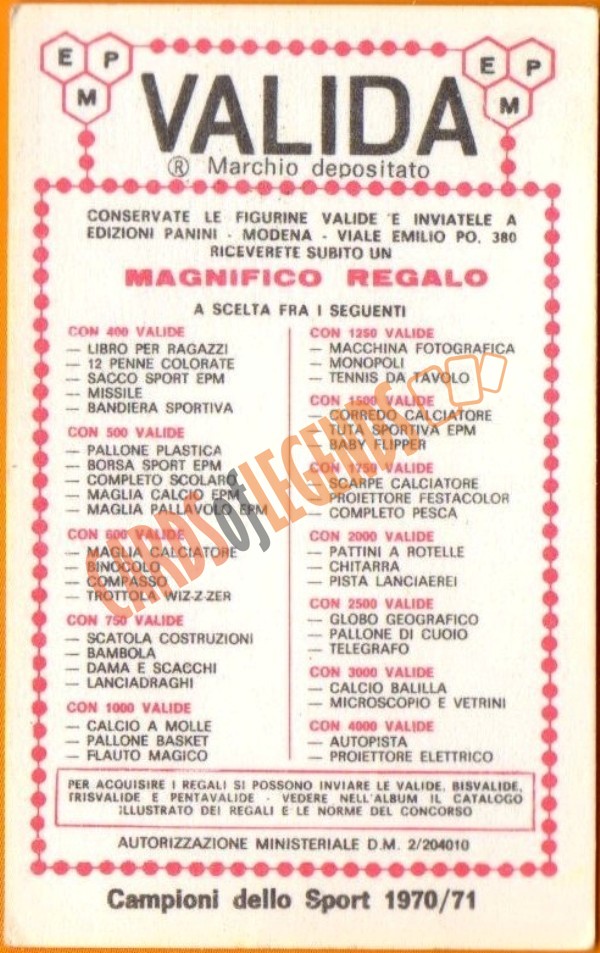 E P M
E P M
VALIDA
® Marchio depositato
CONSERVATE LE FIGURINE VALIDE E INVIATELE A
EDIZIONI PANINI - MODENA - VIALE EMILIO PO, 380
RICEVERETE SUBITO UN
MAGNIFICO REGALO
A SCELTA FRA I SEGUENTI
CON 400 VALIDE
— LIBRO PER RAGAZZI
— 12 PENNE COLORATE
— SACCO SPORT EPM
— MISSILE
— BANDIERA SPORTIVA
CON 500 VALIDE
— PALLONE PLASTICA
— BORSA SPORT EPM
— COMPLETO SCOLARO
— MAGLIA CALCIO EPM
— MAGLIA PALLAVOLO EPM
CON 600 VALIDE
— MAGLIA CALCIATORE
— BINOCOLO
— COMPASSO
— TROTTOLA WIZ-Z-ZER
CON 750 VALIDE
— SCATOLA COSTRUZIONI
— BAMBOLA
— DAMA E SCACCHI
— LANCIADRAGHI
CON 1000 VALIDE
— CALCIO A MOLLE
— PALLONE BASKET
— FLAUTO MAGICO
CON 1250 VALIDE
— MACCHINA FOTOGRAFICA
— MONOPOLI
— TENNIS DA TAVOLO
CON 1500 VALIDE
— CORREDO CALCIATORE
— TUTA SPORTIVA EPM
— BABY FLIPPER
CON 1750 VALIDE
— SCARPE CALCIATORE
— PROIETTORE FESTACOLOR
— COMPLETO PESCA
CON 2000 VALIDE
— PATTINI A ROTELLE
— CHITARRA
— PISTA LANCIAEREI
CON 2500 VALIDE
— GLOBO GEOGRAFICO
— PALLONE DI CUOIO
— TELEGRAFO
CON 3000 VALIDE
— CALCIO BALILLA
— MICROSCOPIO E VETRINI
CON 4000 VALIDE
— AUTOPISTA
— PROIETTORE ELETTRICO
PER ACQUISIRE I REGALI SI POSSONO INVIARE LE VALIDE, BISVALIDE,
TRISVALIDE E PENTAVALIDE - VEDERE NELL'ALBUM IL CATALOGO
ILLUSTRATO DEI REGALI E LE NORME DEL CONCORSO
AUTORIZZAZIONE MINISTERIALE D.M. 2/204010
Campioni dello Sport 1970/71
CARDSofLEGENDS.